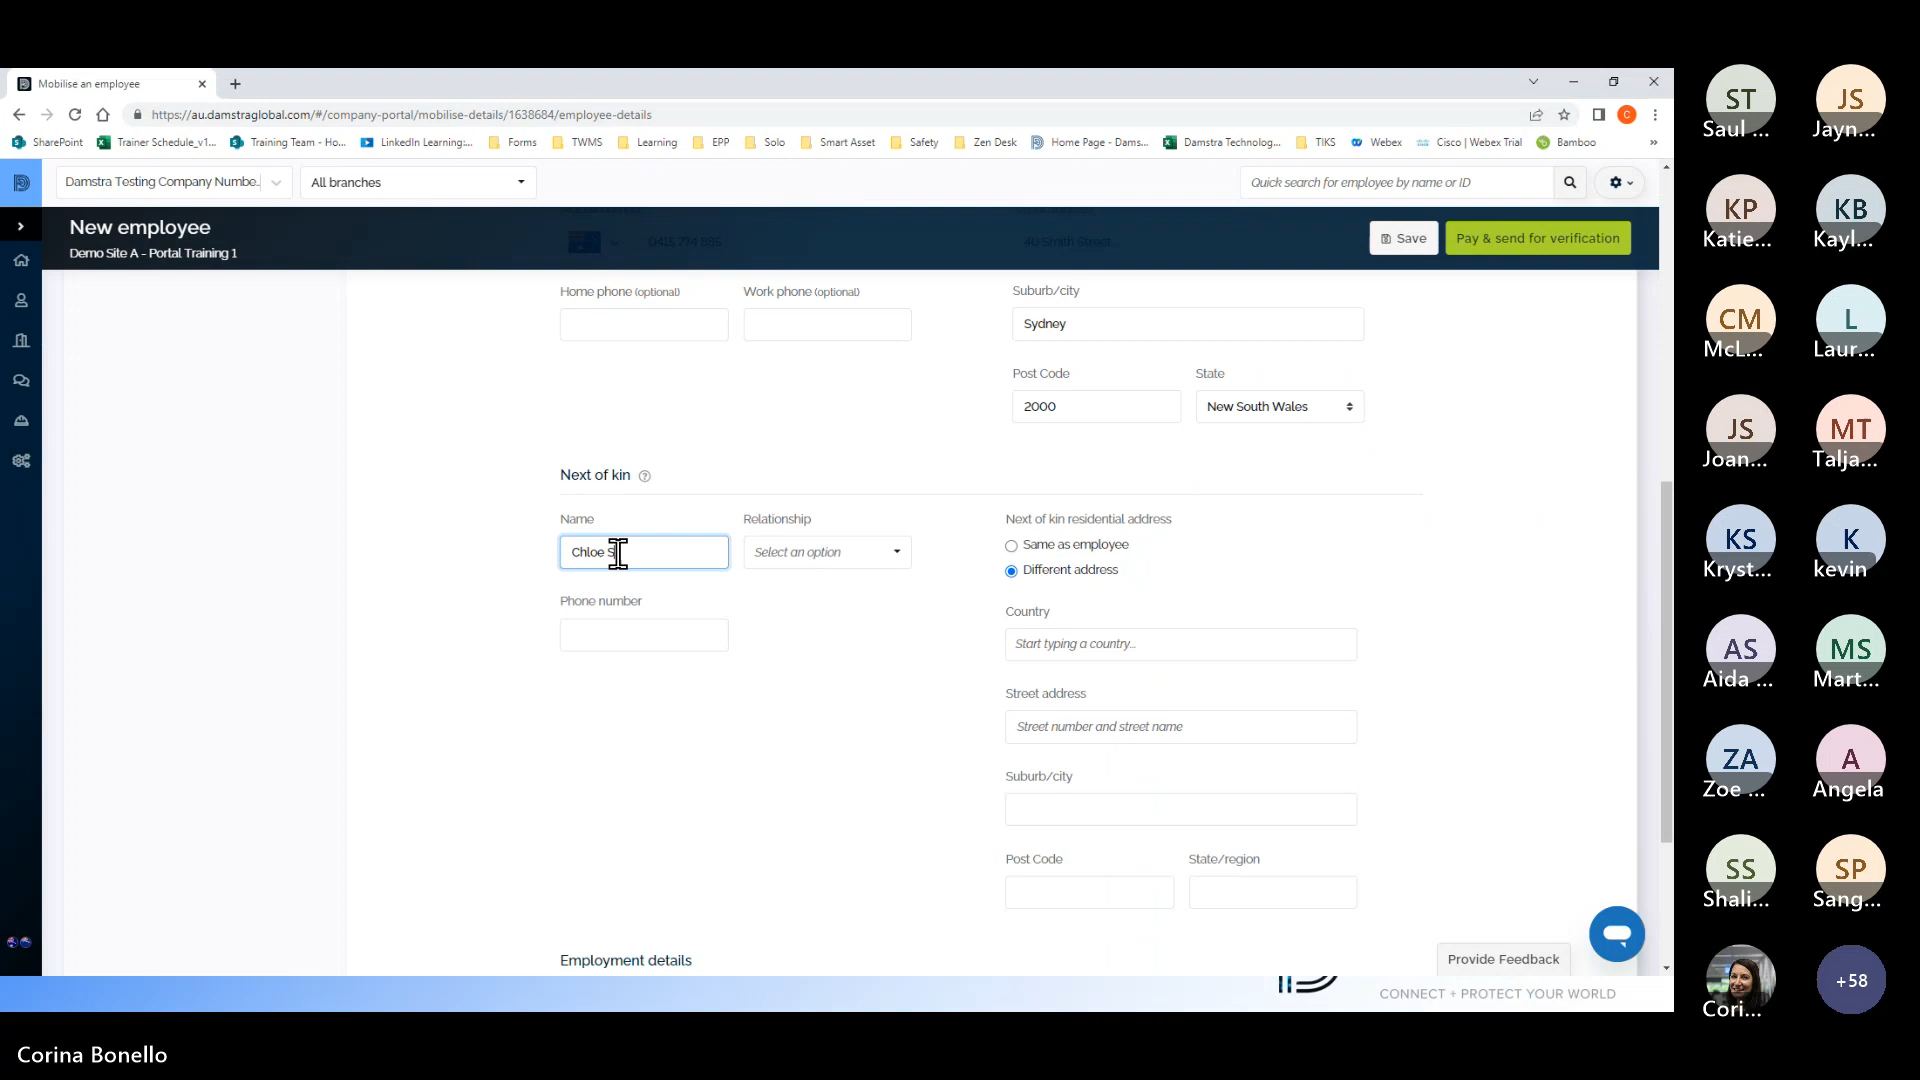 Mobilise an employee
https://au.damstraglobal.com/#/company-portal/mobilise-details/1638684/employee-details
C
SharePoint
Trainer Schedule_v1...
Training Team - Ho...
LinkedIn Learning:...
Forms
TWMS
Learning
EPP
Solo
Smart Asset
Safety
Zen Desk
Home Page - Dams...
Damstra Technolog...
TIKS
Webex
Cisco | Webex Trial
Bamboo
»
Damstra Testing Company Numbe..
All branches
Quick search for employee by name or ID
New employee
Demo Site A - Portal Training 1
0415 274 885
40 Smith Street
Save
Pay & send for verification
Home phone (optional)
Work phone (optional)
Suburb/city
Sydney
Post Code
State
2000
New South Wales
Next of kin
Name
Relationship
Next of kin residential address
Chloe S
Select an option
Same as employee
Different address
Phone number
Country
Start typing a country...
Street address
Street number and street name
Suburb/city
Post Code
State/region
Employment details
Provide Feedback
CONNECT + PROTECT YOUR WORLD
Corina Bonello
ST
Saul ...
JS
Jayn...
KP
Katie...
KB
Kayl...
CM
McL...
L
Laur...
JS
Joan...
MT
Talja...
KS
Kryst...
K
kevin
AS
Aida ...
MS
Mart...
ZA
Zoe ...
A
Angela
SS
Shali...
SP
Sang...
Cori...
+58